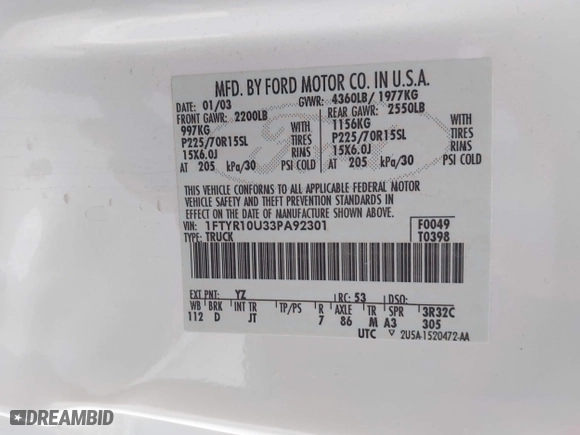 MFD. BY FORD MOTOR CO. IN U.S.A.
DATE: 01/03 GVWR: 4360LB/ 1977KG
FRONT GAWR: 2200LB REAR GAWR: 2550LB
997KG WITH 1156KG WITH
P225/70R15SL TIRES P225/70R15SL TIRES
15X6.0J RIMS 15X6.0J RIMS
AT 205 kPa/30 PSI COLD AT 205 kPa/30 PSI COLD
THIS VEHICLE CONFORMS TO ALL APPLICABLE FEDERAL MOTOR
VEHICLE SAFETY AND THEFT PREVENTION STANDARDS IN
EFFECT ON THE DATE OF MANUFACTURE SHOWN ABOVE.
VIN: 1FTYR10U33PA92301 F0049
TYPE: TRUCK T0398
EXT PNT: YZ RC: 53 DSO:
WB BRK INT TR TP/PS R AXLE TR SPR 3R32C
112 D JT 7 86 M A3 305
UTC ▽ 2U5A-1520472-AA
DREAMBID